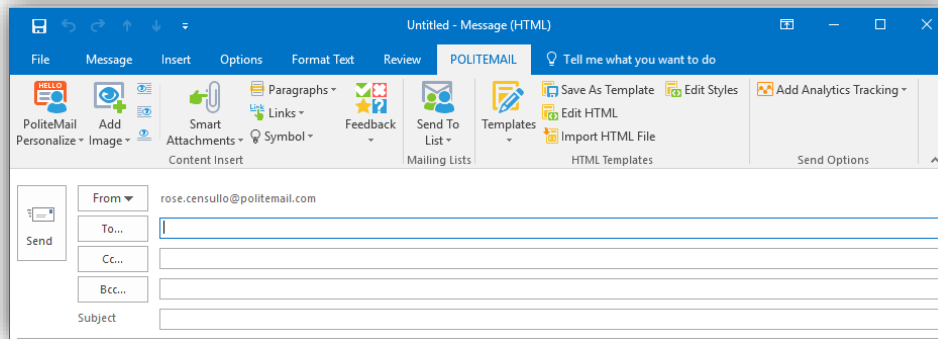 Untitled - Message (HTML)
File Message Insert Options Format Text Review POLITEMAIL Tell me what you want to do
HELLO
PoliteMail Personalize
Add Image
Smart Attachments
Paragraphs
Links
Symbol
Feedback
Content Insert
Send To List
Mailing Lists
Templates
Save As Template
Edit HTML
Import HTML File
Edit Styles
HTML Templates
Add Analytics Tracking
Send Options
Send
From rose.censullo@politemail.com
To...
Cc...
Bcc...
Subject